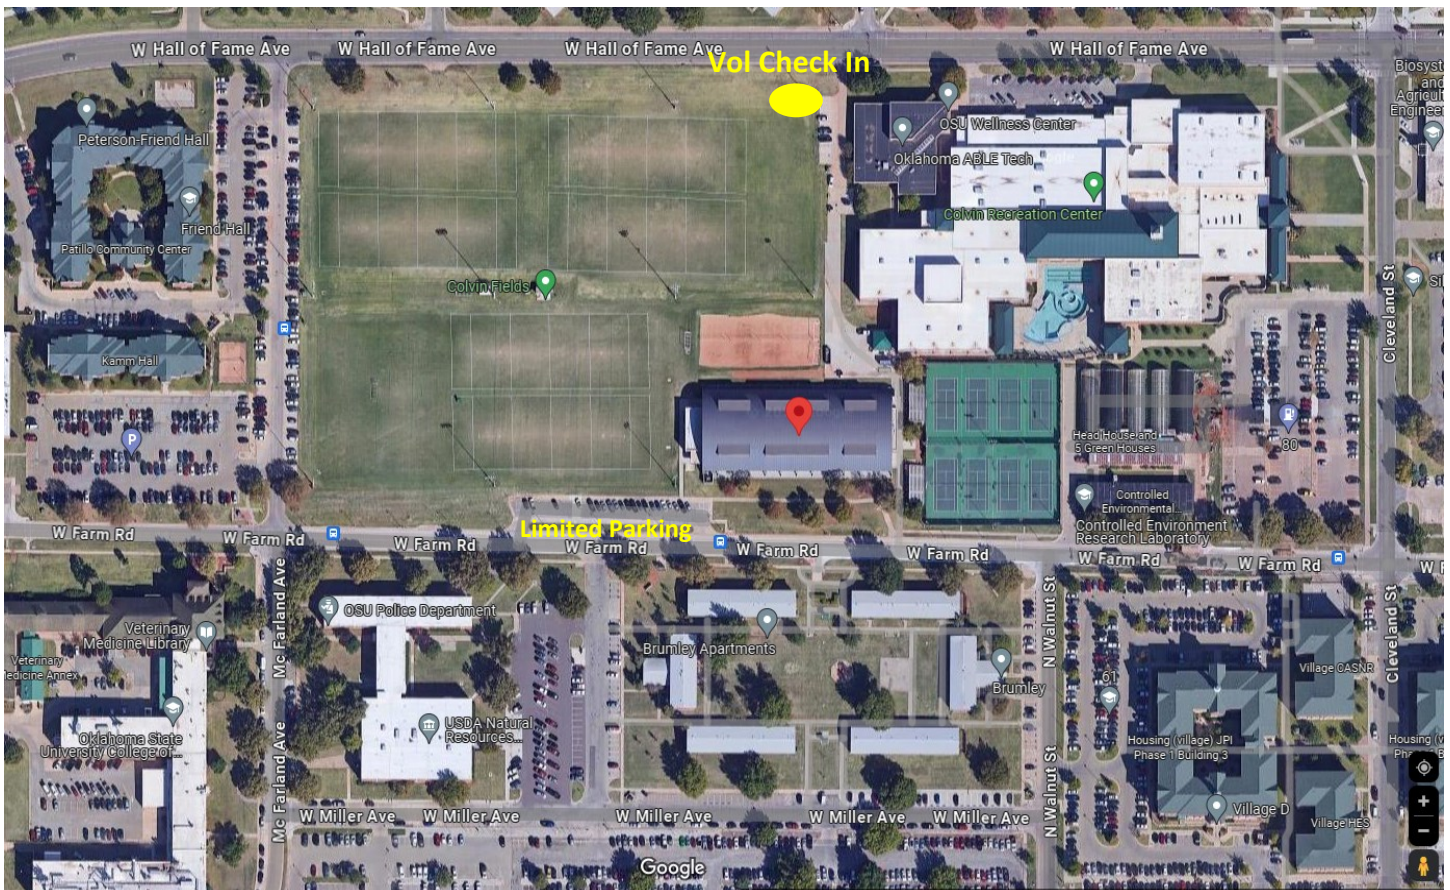 W Hall of Fame Ave
W Hall of Fame Ave
W Hall of Fame Ave
W Hall of Fame Ave
Vol Check In
Peterson-Friend Hall
OSU Wellness Center
Oklahoma ABLE Tech
Friend Hall
Patillo Community Center
Colvin Recreation Center
Colvin Fields
Cleveland St
Kamm Hall
P
80
Head House and
5 Green Houses
Controlled
Environmental...
Controlled Environment
Research Laboratory
Limited Parking
W Farm Rd
W Farm Rd
W Farm Rd
W Farm Rd
W Farm Rd
W Farm Rd
W Farm Rd
W Farm Rd
Mc Farland Ave
OSU Police Department
N Walnut St
Cleveland St
Veterinary
Medicine Library
Veterinary
Brumley Apartments
Brumley
Village CASNR
61
USDA Natural
Resources...
Oklahoma State
University College of...
Housing (village) JPI
Phase 1 Building 3
Mc Farland Ave
N Walnut St
Village D
Village HES
W Miller Ave
W Miller Ave
W Miller Ave
W Miller Ave
W Miller Ave
Google